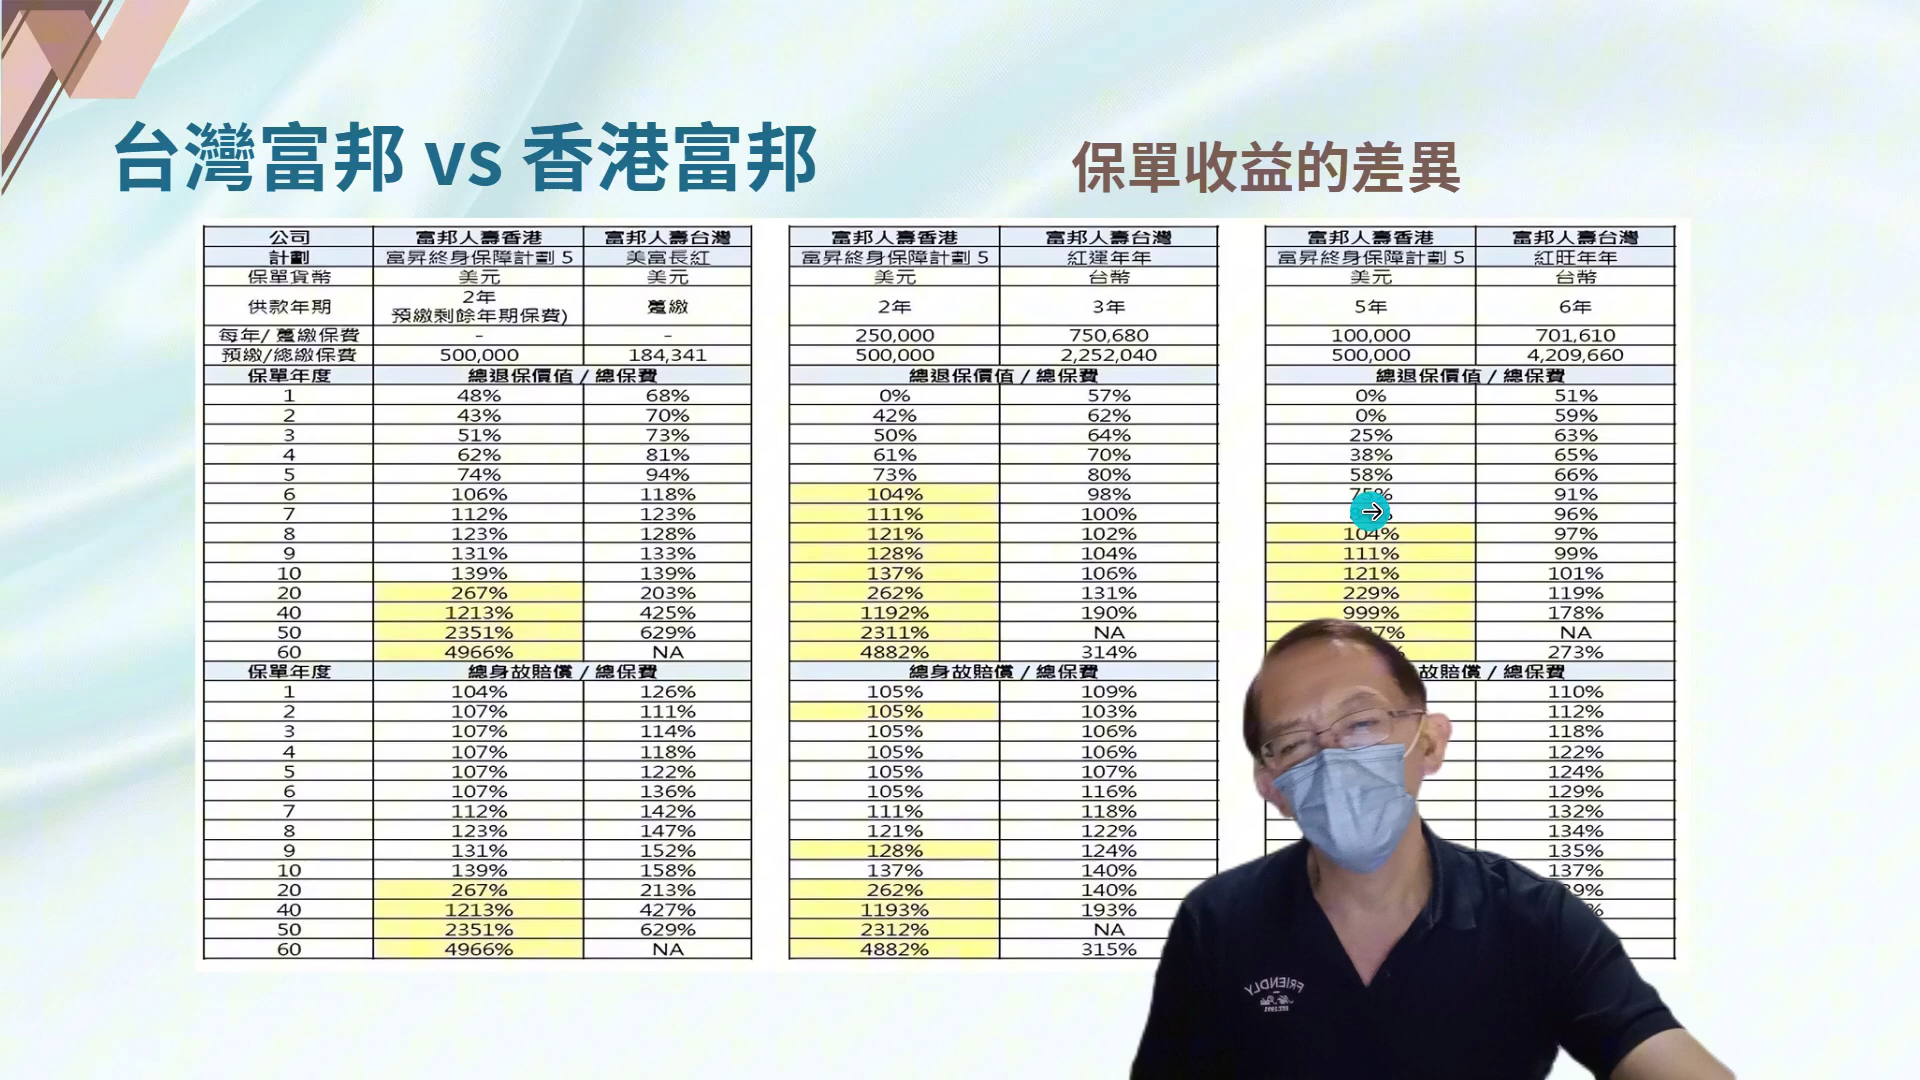 台灣富邦 vs 香港富邦
保單收益的差異
公司 富邦人壽香港 富邦人壽台灣 富邦人壽香港 富邦人壽台灣 富邦人壽香港 富邦人壽台灣
計劃 富昇終身保障計劃 5 美富長紅 富昇終身保障計劃 5 紅運年年 富昇終身保障計劃 5 紅旺年年
保單貨幣 美元 美元 美元 台幣 美元 台幣
供款年期 2年 躉繳 2年 3年 5年 6年
預繳剩餘年期保費)
每年/ 躉繳保費 - - 250,000 750,680 100,000 701,610
預繳/總繳保費 500,000 184,341 500,000 2,252,040 500,000 4,209,660
保單年度 總退保價值 / 總保費 總退保價值 / 總保費 總退保價值 / 總保費
1 48% 68% 0% 57% 0% 51%
2 43% 70% 42% 62% 0% 59%
3 51% 73% 50% 64% 25% 63%
4 62% 81% 61% 70% 38% 65%
5 74% 94% 73% 80% 58% 66%
6 106% 118% 104% 98% 75% 91%
7 112% 123% 111% 100% 96%
8 123% 128% 121% 102% 104% 97%
9 131% 133% 128% 104% 111% 99%
10 139% 139% 137% 106% 121% 101%
20 267% 203% 262% 131% 229% 119%
40 1213% 425% 1192% 190% 999% 178%
50 2351% 629% 2311% NA NA
60 4966% NA 4882% 314% 273%
保單年度 總身故賠償 / 總保費 總身故賠償 / 總保費 故賠償 / 總保費
1 104% 126% 105% 109% 110%
2 107% 111% 105% 103% 112%
3 107% 114% 105% 106% 118%
4 107% 118% 105% 106% 122%
5 107% 122% 105% 107% 124%
6 107% 136% 105% 116% 129%
7 112% 142% 111% 118% 132%
8 123% 147% 121% 122% 134%
9 131% 152% 128% 124% 135%
10 139% 158% 137% 140% 137%
20 267% 213% 262% 140%
40 1213% 427% 1193% 193%
50 2351% 629% 2312% NA
60 4966% NA 4882% 315%
FRIENDLY